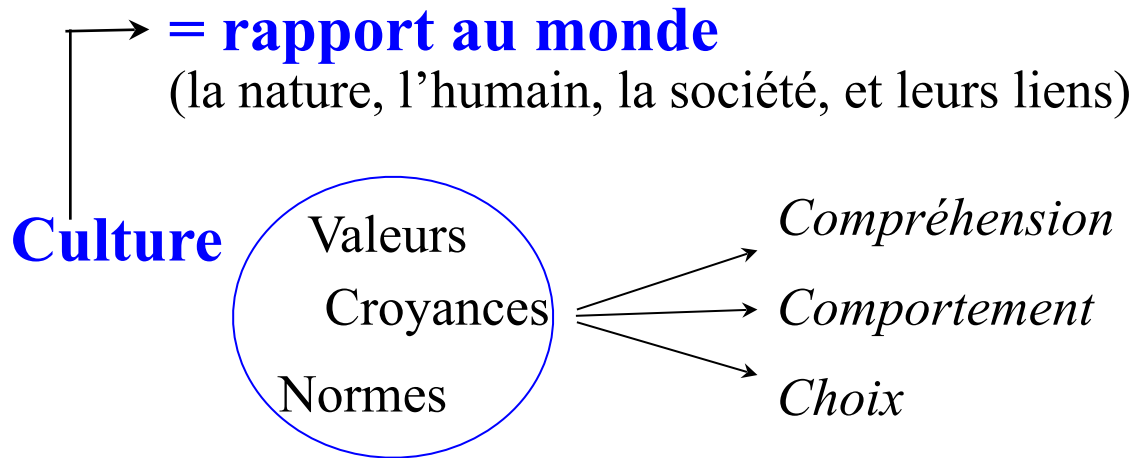 = rapport au monde
(la nature, l’humain, la société, et leurs liens)
Culture
Valeurs
Croyances
Normes
Compréhension
Comportement
Choix